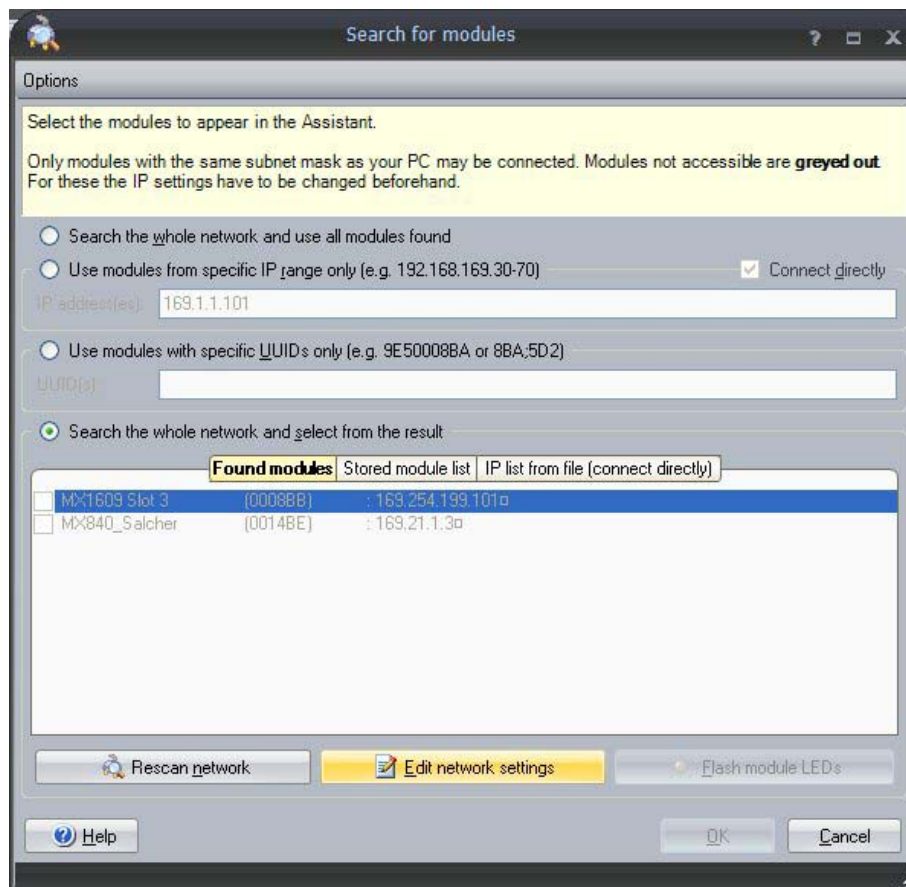 Search for modules
Options
Select the modules to appear in the Assistant.
Only modules with the same subnet mask as your PC may be connected. Modules not accessible are greyed out.
For these the IP settings have to be changed beforehand.
Search the whole network and use all modules found
Use modules from specific IP range only (e.g. 192.168.169.30-70)
Connect directly
IP address(es): 169.1.1.101
Use modules with specific UUIDs only (e.g. 9E50008BA or 8BA;5D2)
UUID(s):
Search the whole network and select from the result
Found modules Stored module list IP list from file (connect directly)
MX1609 Slot 3 (0008BB) : 169.254.199.101¤
MX840_Salcher (0014BE) : 169.21.1.3¤
Rescan network Edit network settings Flash module LEDs
Help OK Cancel